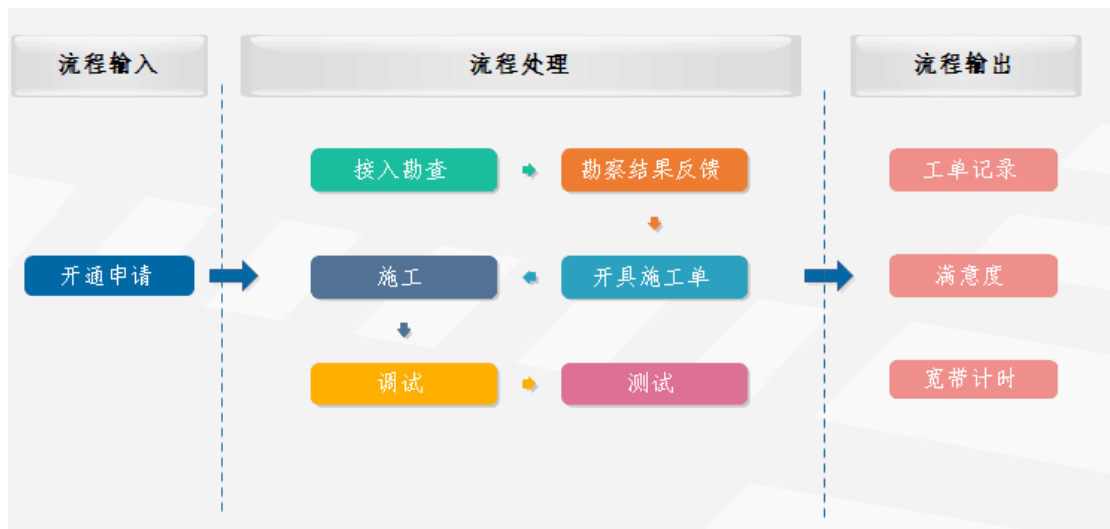 流程输入
流程处理
流程输出
接入勘查
勘察结果反馈
工单记录
开通申请
施工
开具施工单
满意度
调试
测试
宽带计时